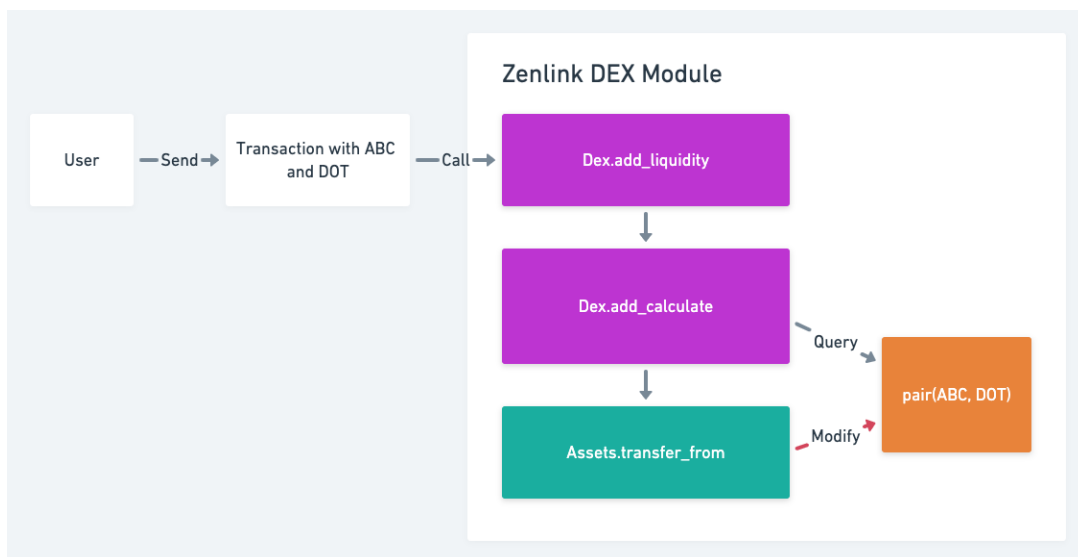 Zenlink DEX Module
User
Send
Transaction with ABC
and DOT
Call
Dex.add_liquidity
Dex.add_calculate
Query
pair(ABC, DOT)
Modify
Assets.transfer_from